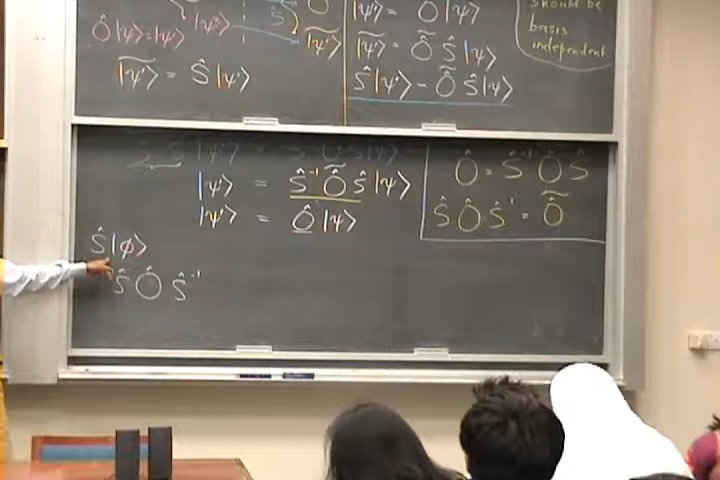 Ô|ψ⟩=|ψ'⟩
|ψ'⟩
Ŝ
|ψ̃'⟩
|ψ̃'⟩ = Ŝ|ψ'⟩
|ψ'⟩ = Ô|ψ⟩
|ψ̃'⟩ = Õ Ŝ|ψ⟩
Ŝ|ψ'⟩ = Õ Ŝ|ψ⟩
should be
basis
independent
|ψ'⟩ = Ŝ⁻¹ Õ Ŝ|ψ⟩
|ψ'⟩ = Ô|ψ⟩
Ô = Ŝ⁻¹ Õ Ŝ
Ŝ Ô Ŝ⁻¹ = Õ
Ŝ|ϕ⟩
Ŝ Ô Ŝ⁻¹